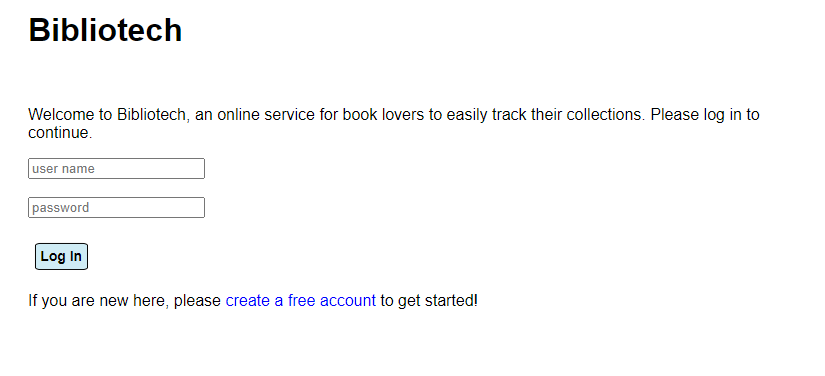 Bibliotech
Welcome to Bibliotech, an online service for book lovers to easily track their collections. Please log in to
continue.
user name
password
Log In
If you are new here, please create a free account to get started!